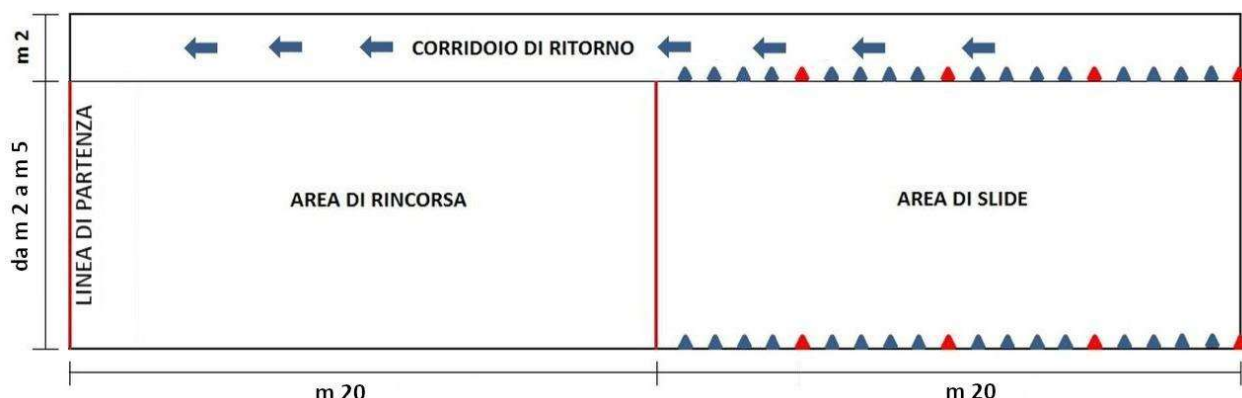 m 2
CORRIDOIO DI RITORNO
da m 2 a m 5
LINEA DI PARTENZA
AREA DI RINCORSA
AREA DI SLIDE
m 20
m 20